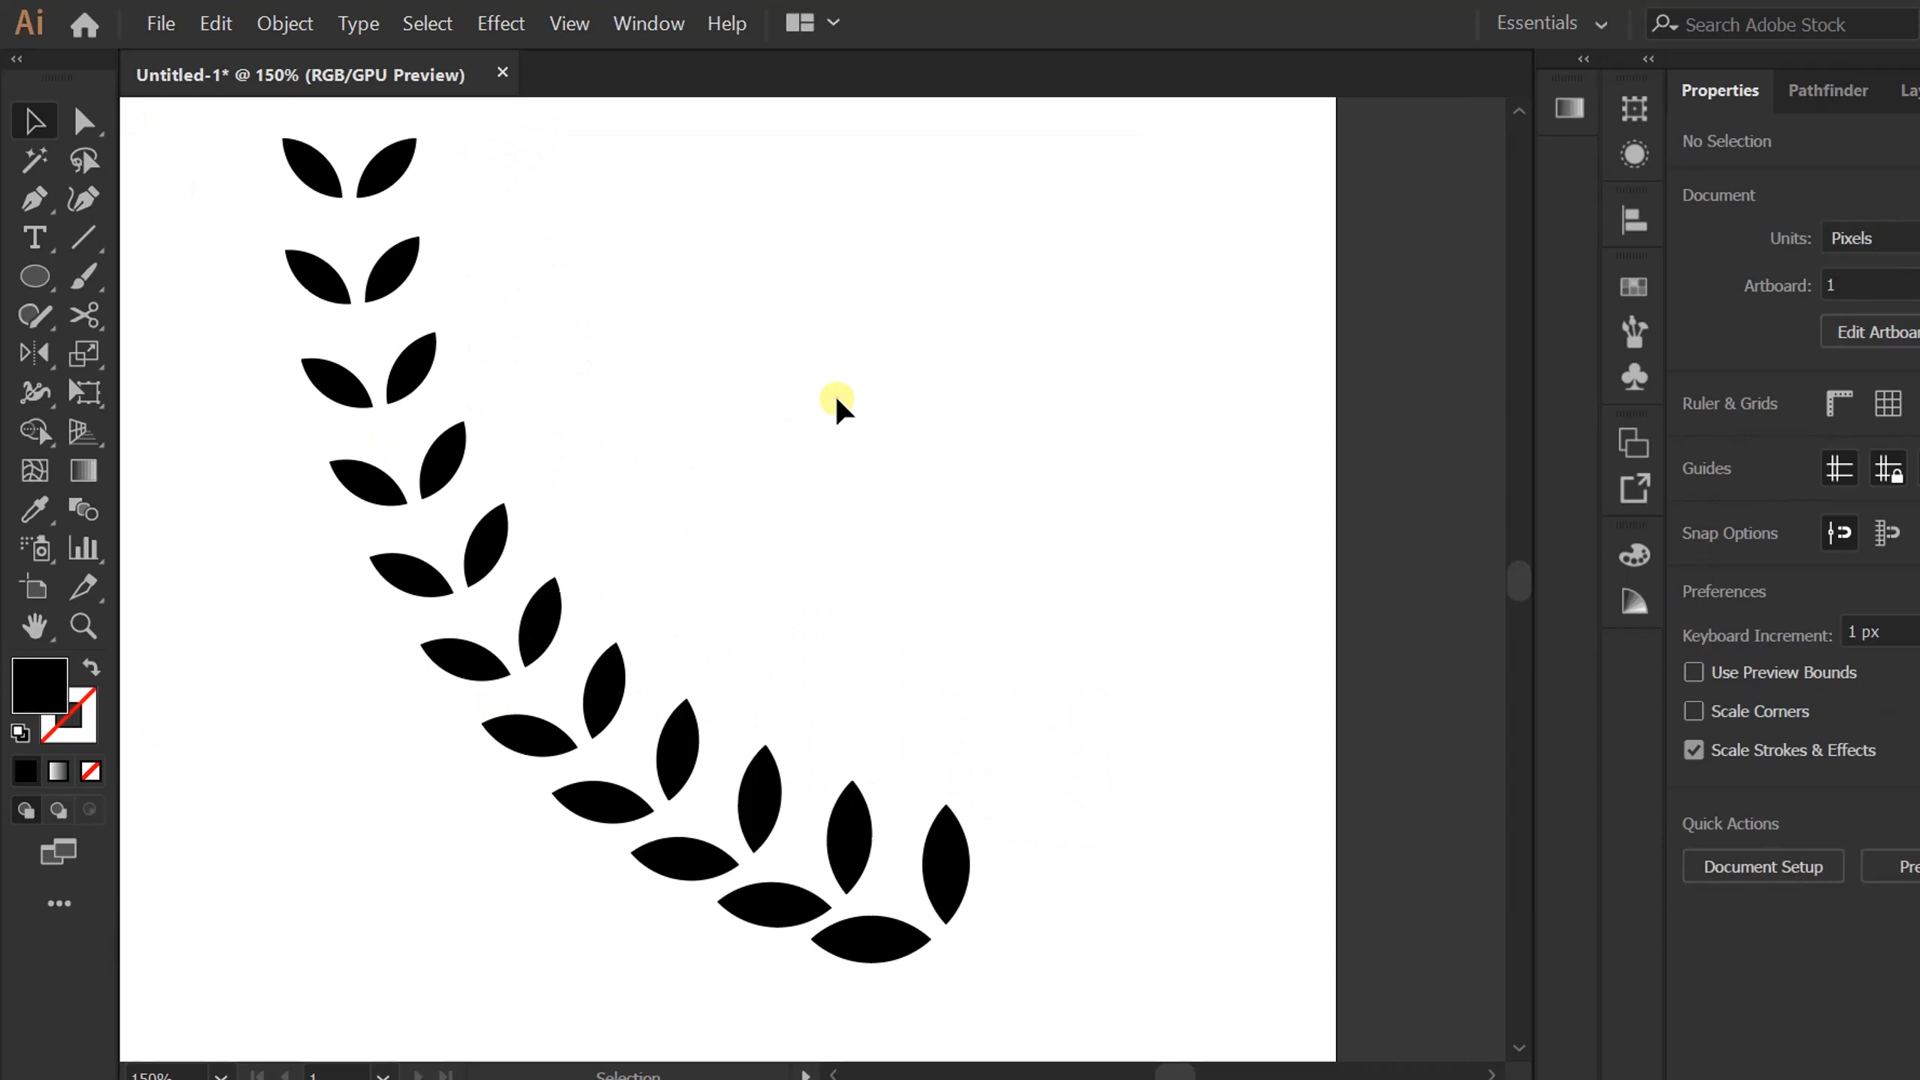 Ai File Edit Object Type Select Effect View Window Help Essentials Search Adobe Stock
Untitled-1* @ 150% (RGB/GPU Preview)
Properties Pathfinder La
No Selection
Document
Units: Pixels
Artboard: 1
Edit Artboa
Ruler & Grids
Guides
Snap Options
Preferences
Keyboard Increment: 1 px
Use Preview Bounds
Scale Corners
Scale Strokes & Effects
Quick Actions
Document Setup Pre
150% 1 Selection